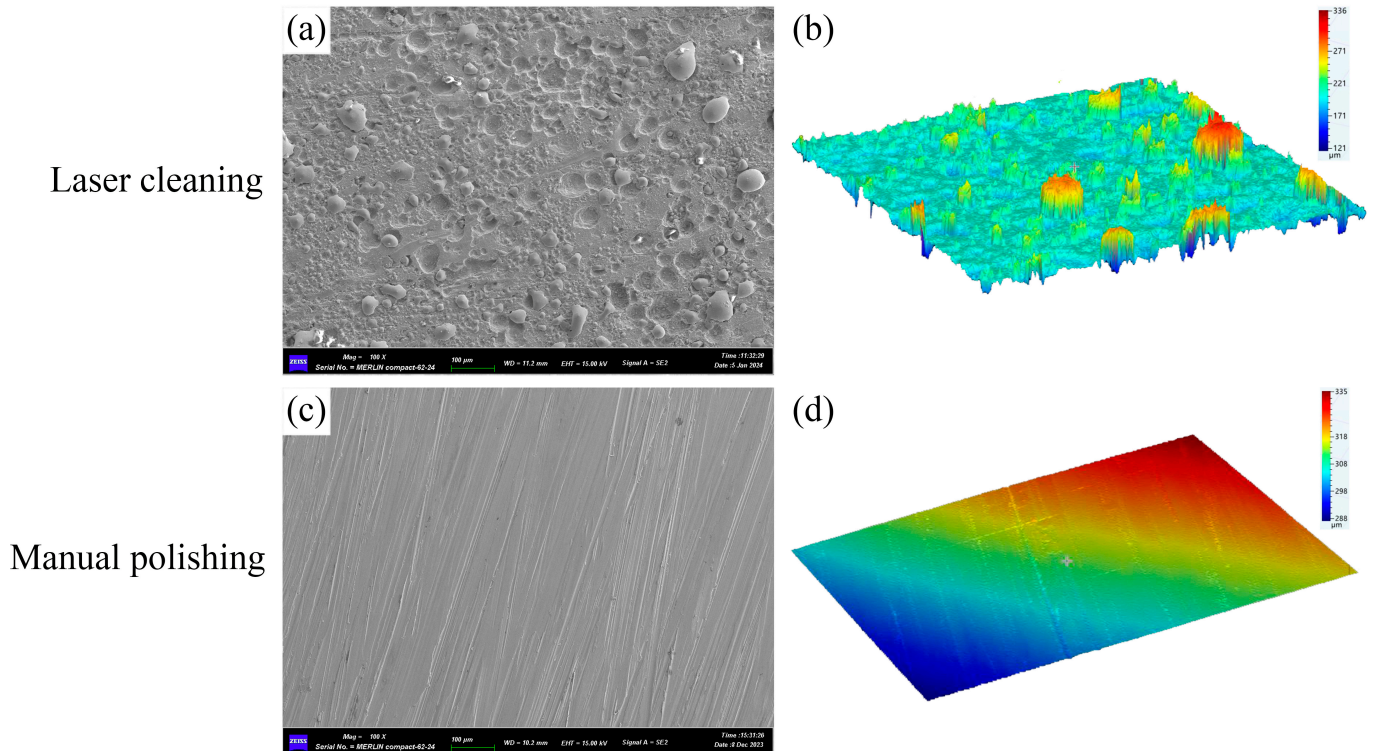 Laser cleaning
(a)
ZEISS
Mag = 100 X
Serial No. = MERLIN compact-62-24
100 µm
WD = 11.2 mm
EHT = 15.00 kV
Signal A = SE2
Time :11:32:29
Date :5 Jan 2024
(b)
336
271
221
171
121
µm
Manual polishing
(c)
ZEISS
Mag = 100 X
Serial No. = MERLIN compact-62-24
100 µm
WD = 10.2 mm
EHT = 15.00 kV
Signal A = SE2
Time :15:31:26
Date :8 Dec 2023
(d)
335
318
308
298
288
µm